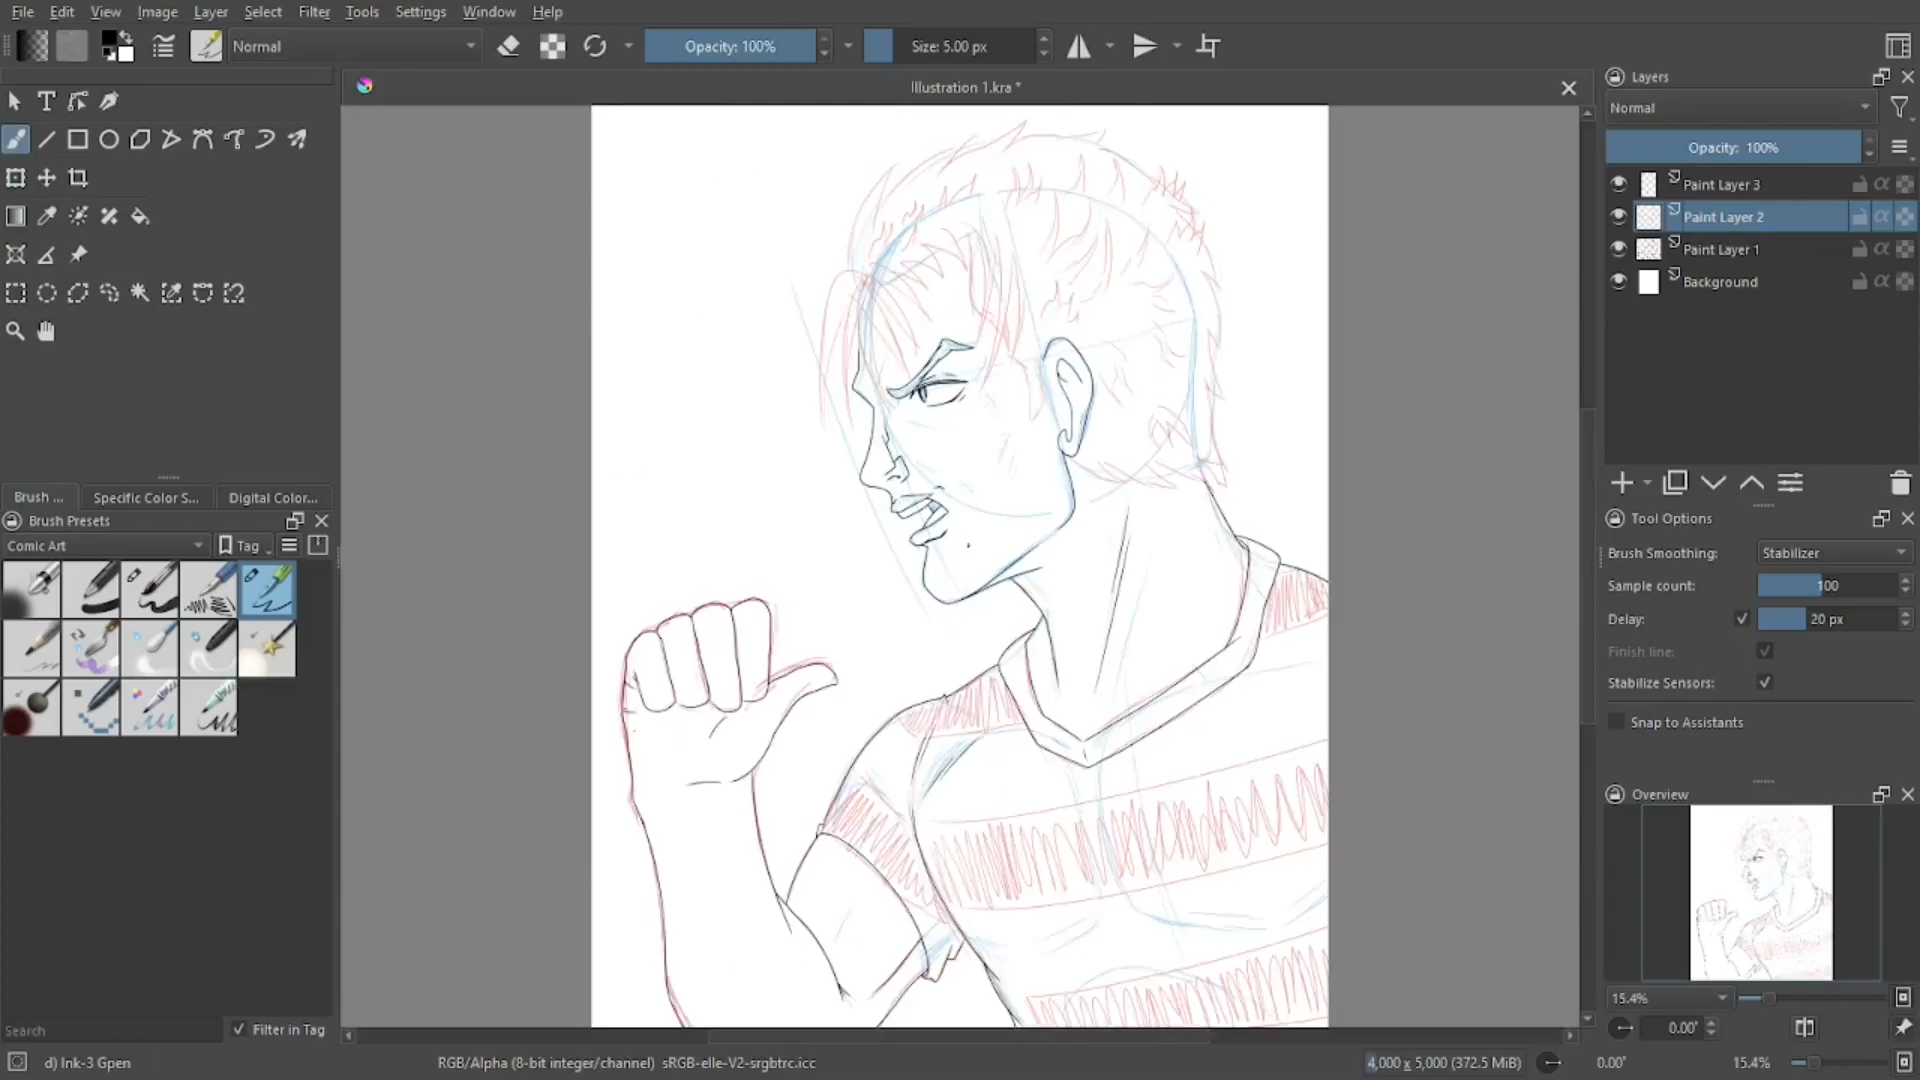 File Edit View Image Layer Select Filter Tools Settings Window Help
Normal
Opacity: 100%
Size: 5.00 px
Illustration 1.kra *
Layers
Normal
Opacity: 100%
Paint Layer 3
Paint Layer 2
Paint Layer 1
Background
Brush ... Specific Color S... Digital Color...
Brush Presets
Comic Art
Tag
Tool Options
Brush Smoothing: Stabilizer
Sample count: 100
Delay: 20 px
Finish line:
Stabilize Sensors:
Snap to Assistants
Overview
15.4%
0.00°
Search
Filter in Tag
d) Ink-3 Gpen
RGB/Alpha (8-bit integer/channel) sRGB-elle-V2-srgbtrc.icc
4,000 x 5,000 (372.5 MiB)
0.00°
15.4%